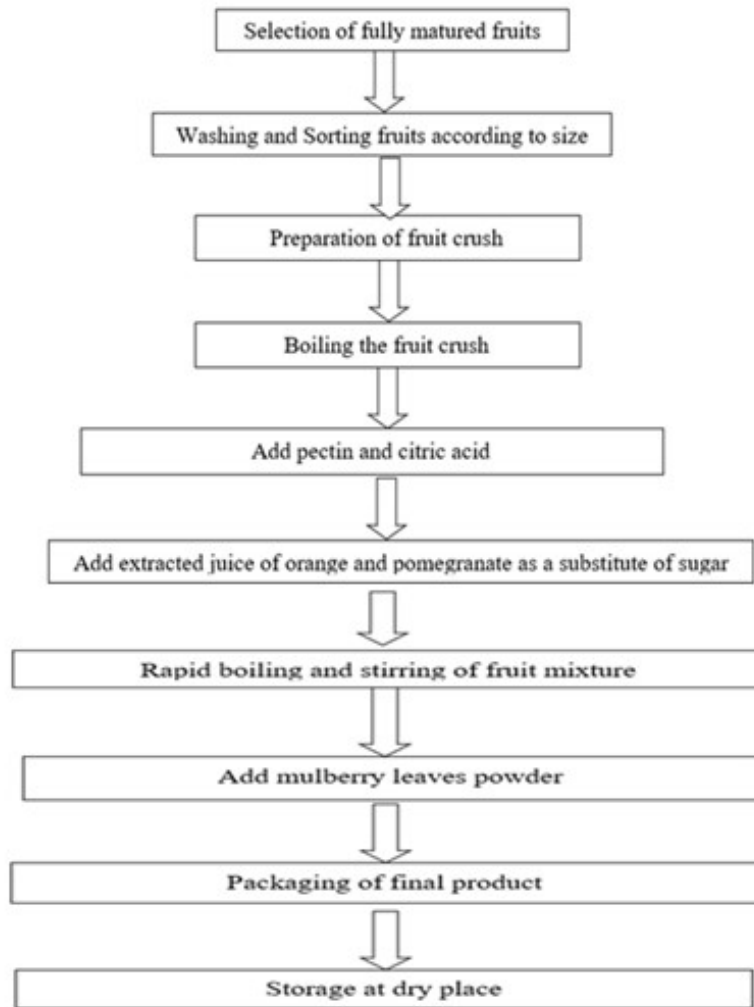 Selection of fully matured fruits
Washing and Sorting fruits according to size
Preparation of fruit crush
Boiling the fruit crush
Add pectin and citric acid
Add extracted juice of orange and pomegranate as a substitute of sugar
Rapid boiling and stirring of fruit mixture
Add mulberry leaves powder
Packaging of final product
Storage at dry place